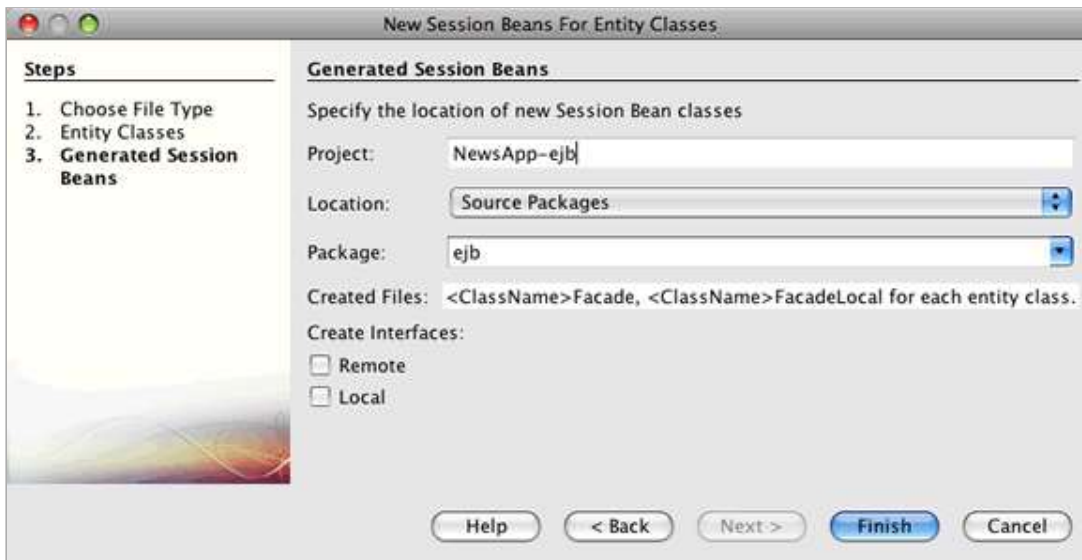 New Session Beans For Entity Classes
Steps
1. Choose File Type
2. Entity Classes
3. Generated Session
Beans
Generated Session Beans
Specify the location of new Session Bean classes
Project: NewsApp-ejb
Location: Source Packages
Package: ejb
Created Files: <ClassName>Facade, <ClassName>FacadeLocal for each entity class.
Create Interfaces:
Remote
Local
Help < Back Next > Finish Cancel